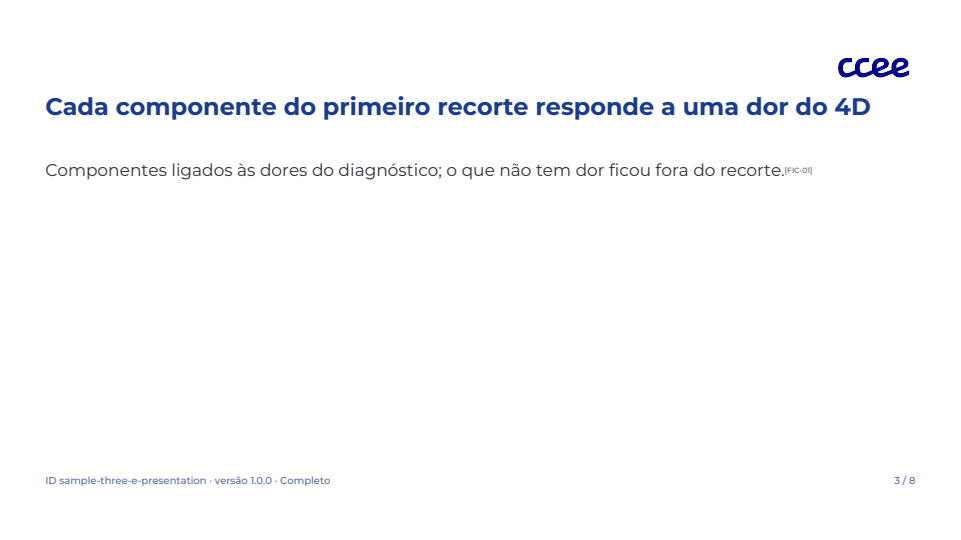 ccee
Cada componente do primeiro recorte responde a uma dor do 4D
Componentes ligados às dores do diagnóstico; o que não tem dor ficou fora do recorte.[FIC-01]
ID sample-three-e-presentation · versão 1.0.0 · Completo
3 / 8